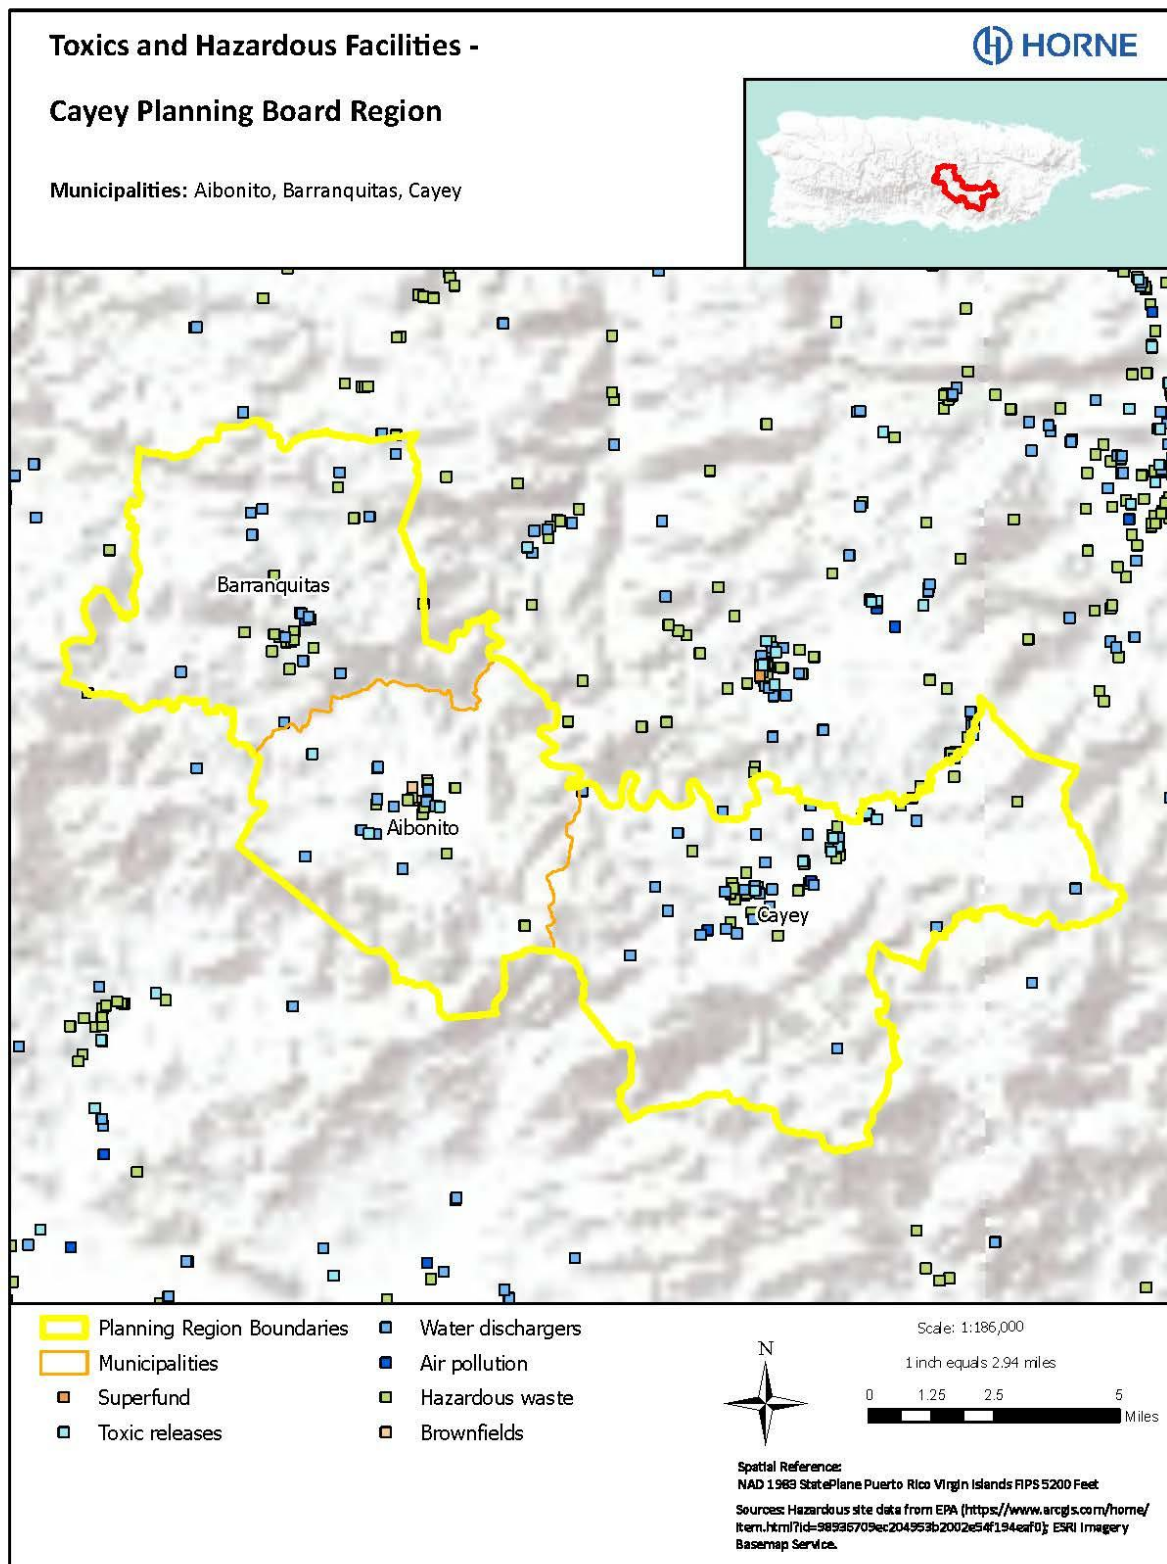 Toxics and Hazardous Facilities -
HORNE
Cayey Planning Board Region
Municipalities: Aibonito, Barranquitas, Cayey
Barranquitas
Aibonito
Cayey
Planning Region Boundaries
Municipalities
Superfund
Toxic releases
Water dischargers
Air pollution
Hazardous waste
Brownfields
N
Scale: 1:186,000
1 inch equals 2.94 miles
0 1.25 2.5 5
Miles
Spatial Reference:
NAD 1983 StatePlane Puerto Rico Virgin Islands FIPS 5200 Feet
Sources: Hazardous site data from EPA (https://www.arcgis.com/home/
item.html?id=98936709ec204953b2002e54f194eaf0); ESRI Imagery
Basemap Service.